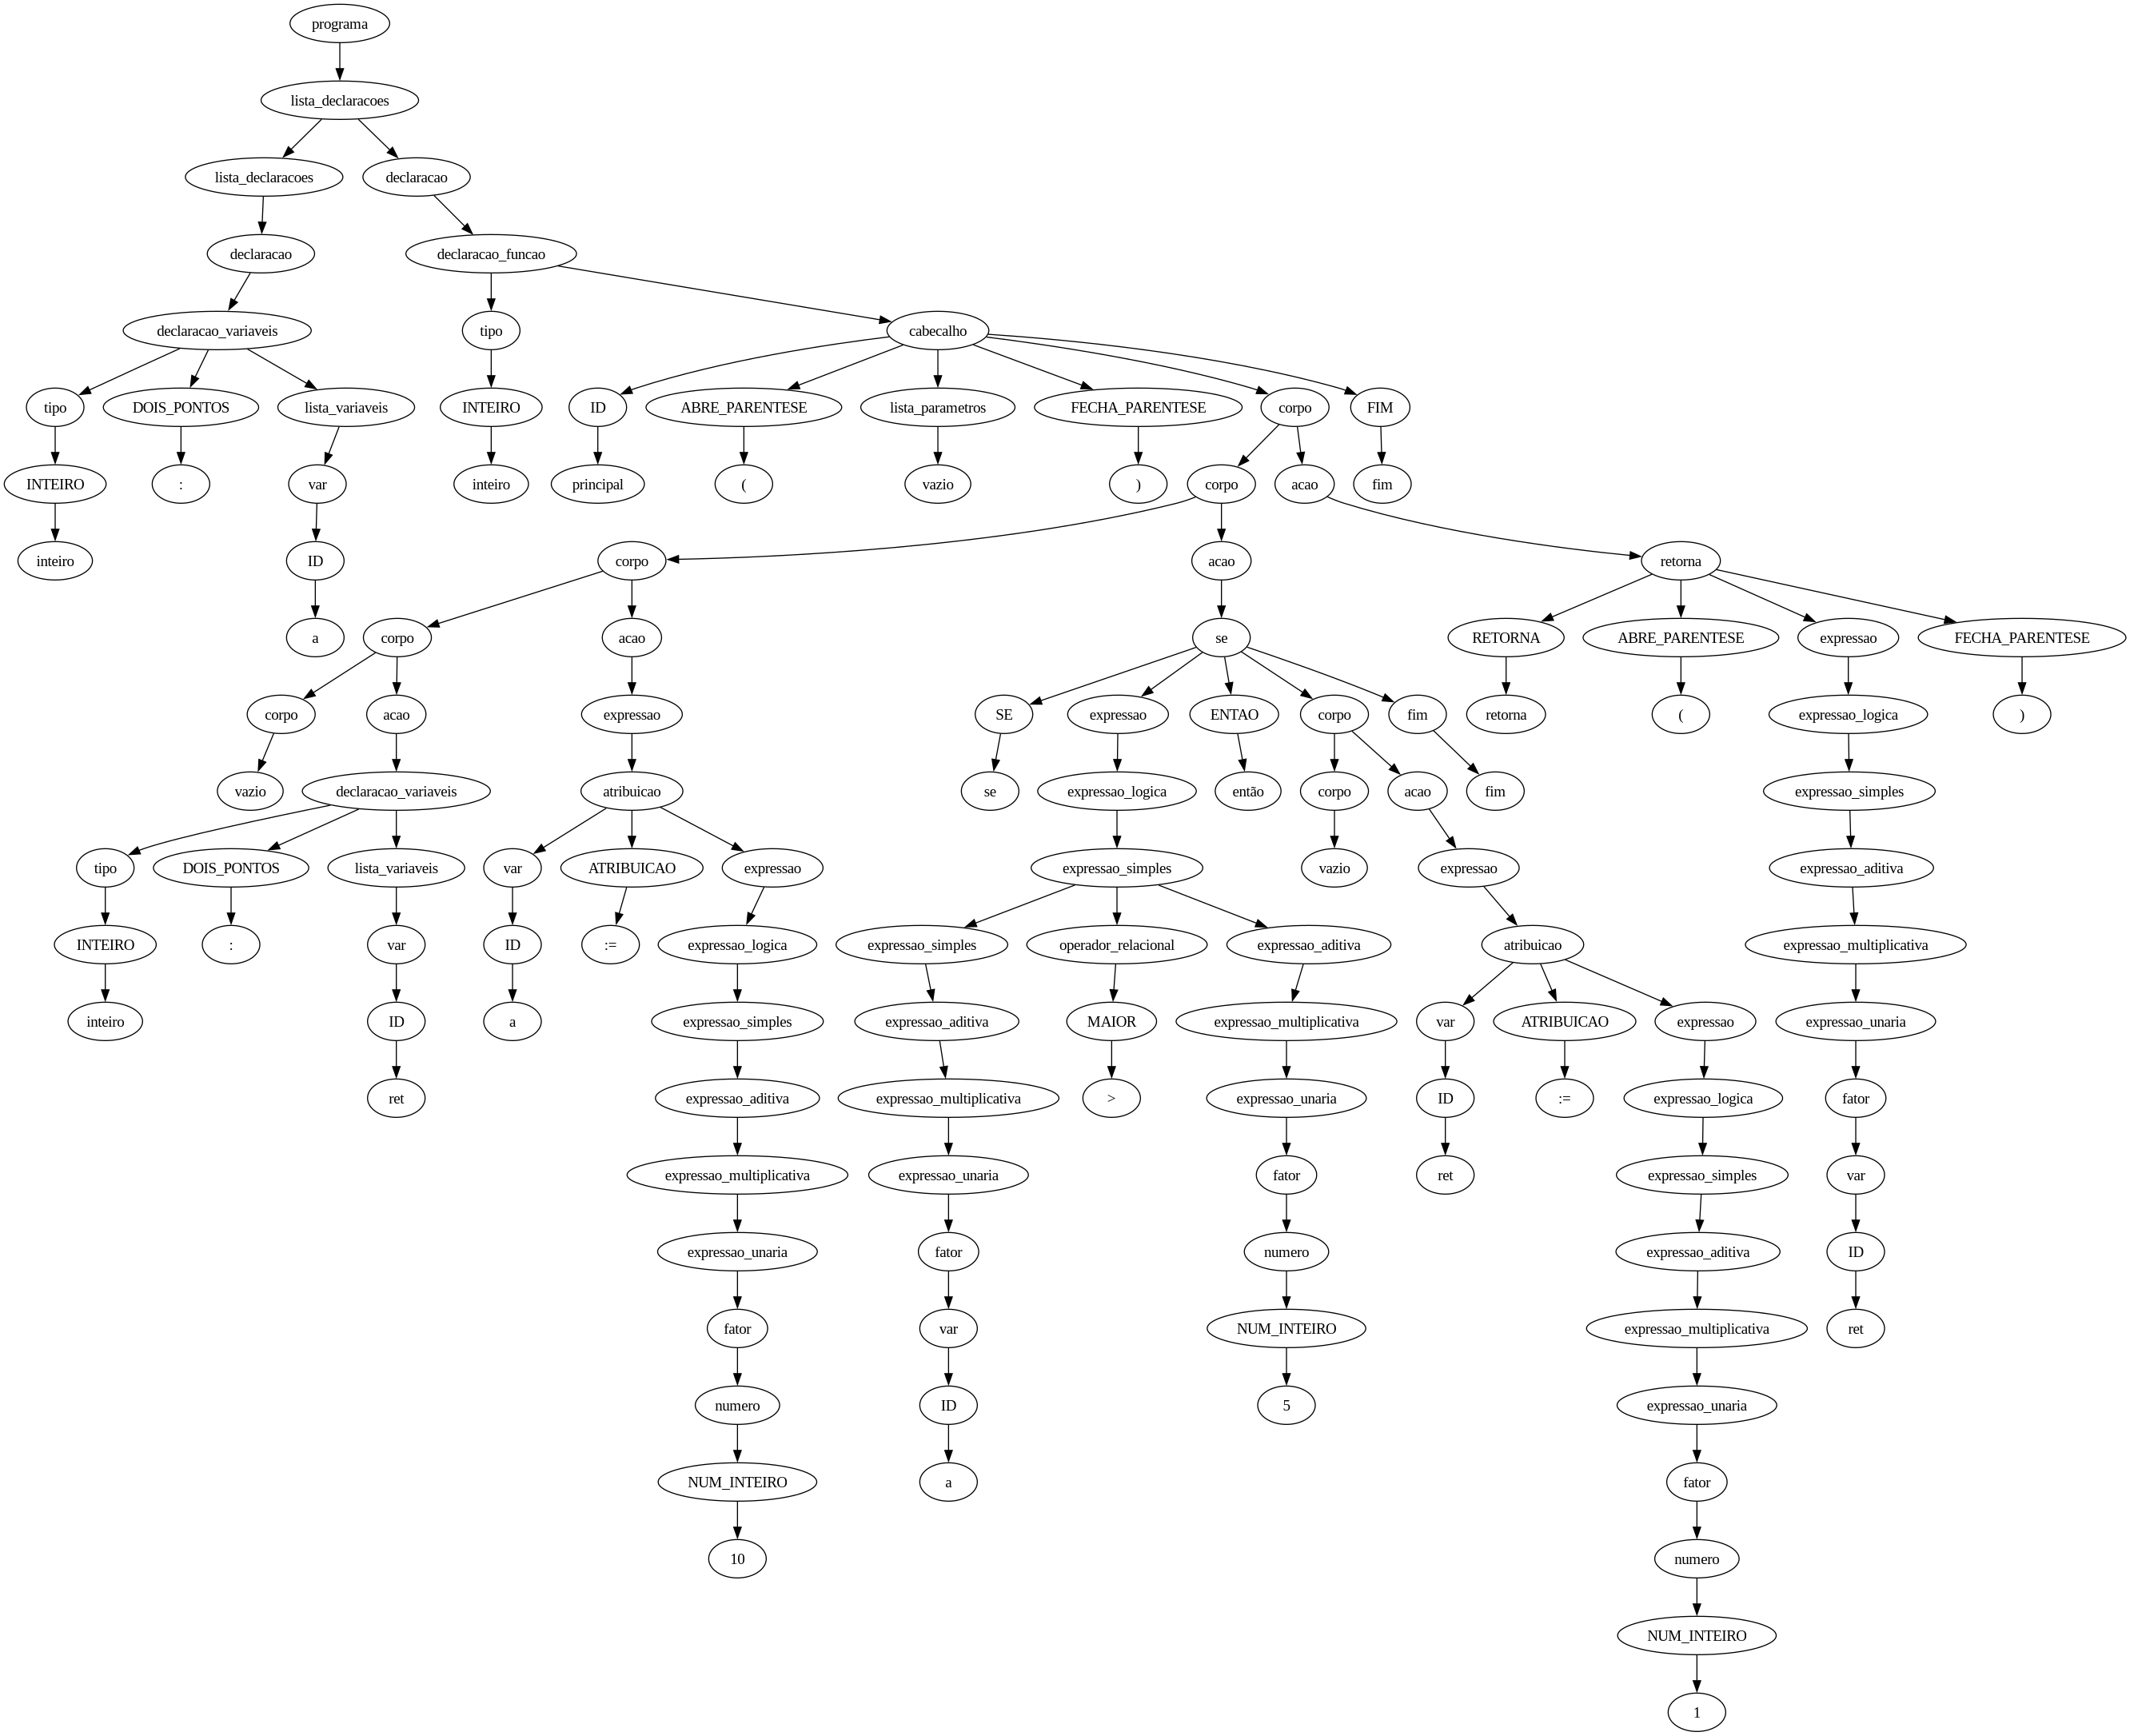 programa
lista_declaracoes
lista_declaracoes declaracao
declaracao declaracao_funcao
declaracao_variaveis tipo cabecalho
tipo DOIS_PONTOS lista_variaveis INTEIRO ID ABRE_PARENTESE lista_parametros FECHA_PARENTESE corpo FIM
INTEIRO : var inteiro principal ( vazio ) corpo acao fim
inteiro ID corpo acao retorna
a corpo acao se RETORNA ABRE_PARENTESE expressao FECHA_PARENTESE
corpo acao expressao SE expressao ENTAO corpo fim retorna ( expressao_logica )
vazio declaracao_variaveis atribuicao se expressao_logica então corpo acao fim expressao_simples
tipo DOIS_PONTOS lista_variaveis var ATRIBUICAO expressao expressao_simples vazio expressao expressao_aditiva
INTEIRO : var ID := expressao_logica expressao_simples operador_relacional expressao_aditiva atribuicao expressao_multiplicativa
inteiro ID a expressao_simples expressao_aditiva MAIOR expressao_multiplicativa var ATRIBUICAO expressao expressao_unaria
ret expressao_aditiva expressao_multiplicativa > expressao_unaria ID := expressao_logica fator
expressao_multiplicativa expressao_unaria fator ret expressao_simples var
expressao_unaria fator numero expressao_aditiva ID
fator var NUM_INTEIRO expressao_multiplicativa ret
numero ID 5 expressao_unaria
NUM_INTEIRO a fator
10 numero
NUM_INTEIRO
1